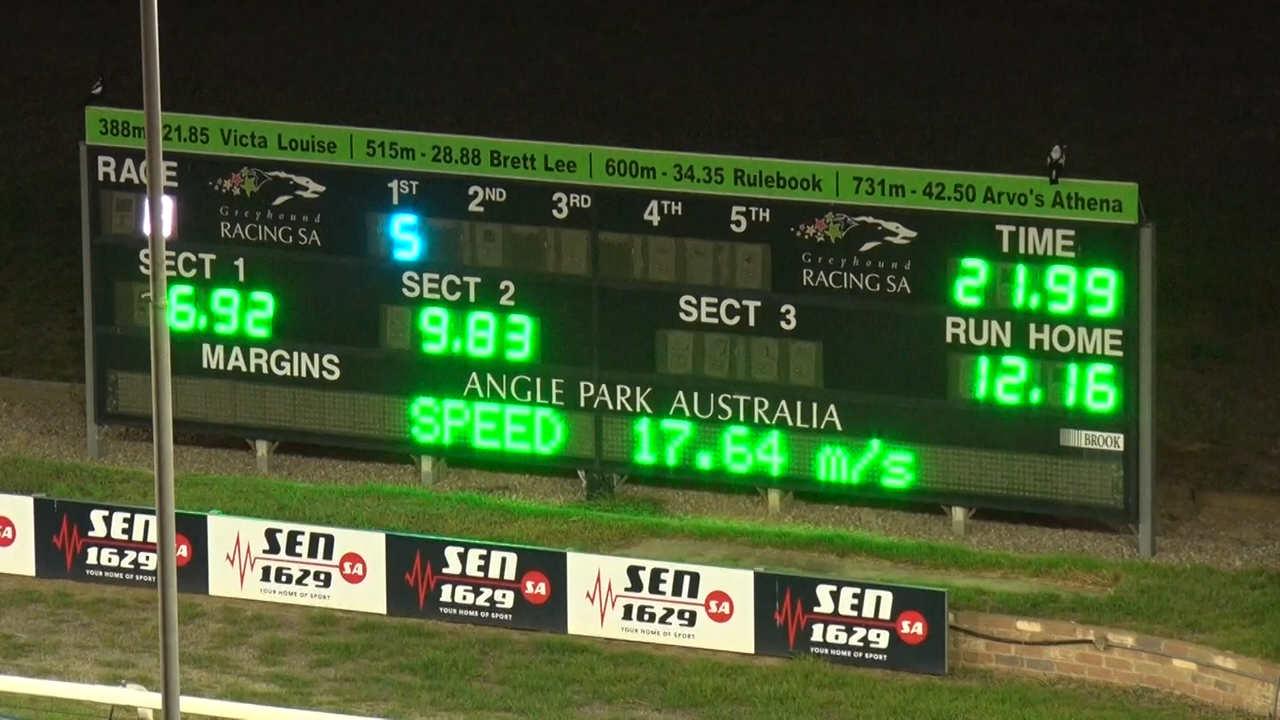 388m 21.85 Victa Louise | 515m - 28.88 Brett Lee | 600m - 34.35 Rulebook | 731m - 42.50 Arvo's Athena
RACE
Greyhound
RACING SA
1ST 2ND 3RD 4TH 5TH
5
Greyhound
RACING SA
TIME
21.99
SECT 1
6.92
SECT 2
9.83
SECT 3
RUN HOME
12.16
MARGINS
ANGLE PARK AUSTRALIA
SPEED 17.64 m/s
BROOK
SA
SEN
1629 SA
YOUR HOME OF SPORT
SEN
1629 SA
YOUR HOME OF SPORT
SEN
1629 SA
YOUR HOME OF SPORT
SEN
1629 SA
YOUR HOME OF SPORT
SEN
1629 SA
YOUR HOME OF SPORT